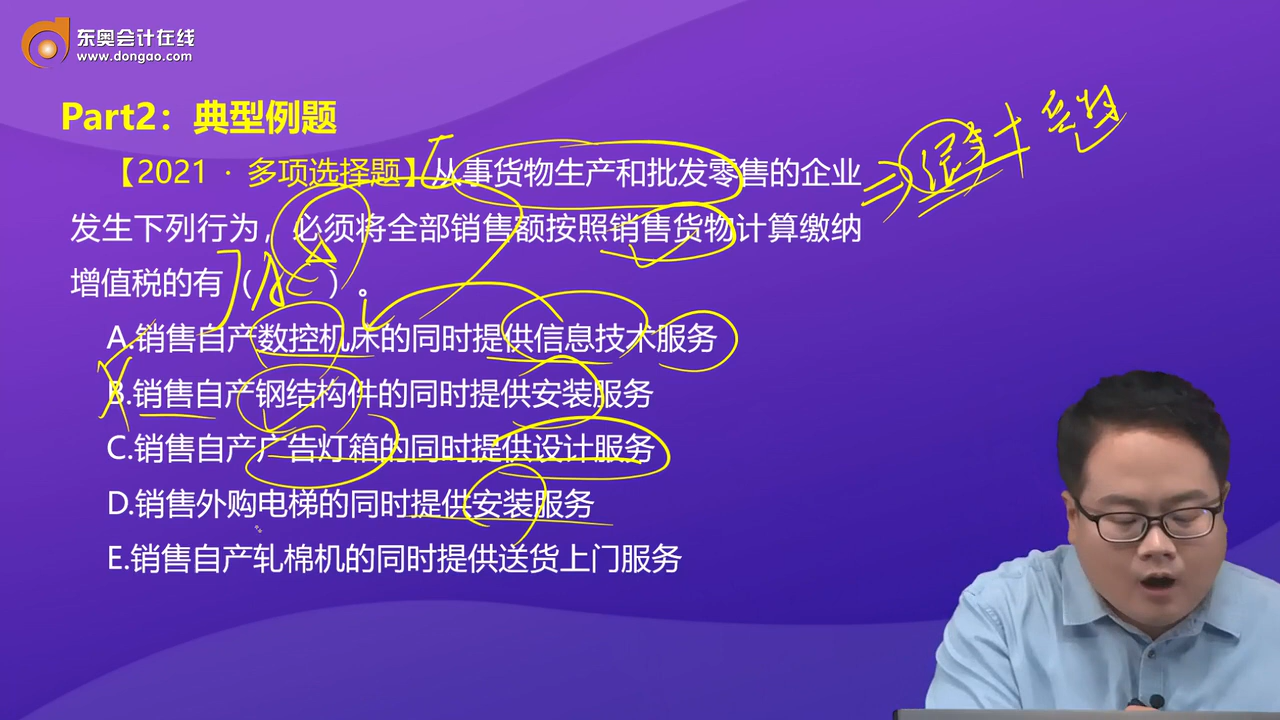 东奥会计在线
www.dongao.com
Part2：典型例题
【2021 · 多项选择题】从事货物生产和批发零售的企业
发生下列行为，必须将全部销售额按照销售货物计算缴纳
增值税的有（AC）。
A.销售自产数控机床的同时提供信息技术服务
B.销售自产钢结构件的同时提供安装服务
C.销售自产广告灯箱的同时提供设计服务
D.销售外购电梯的同时提供安装服务
E.销售自产轧棉机的同时提供送货上门服务